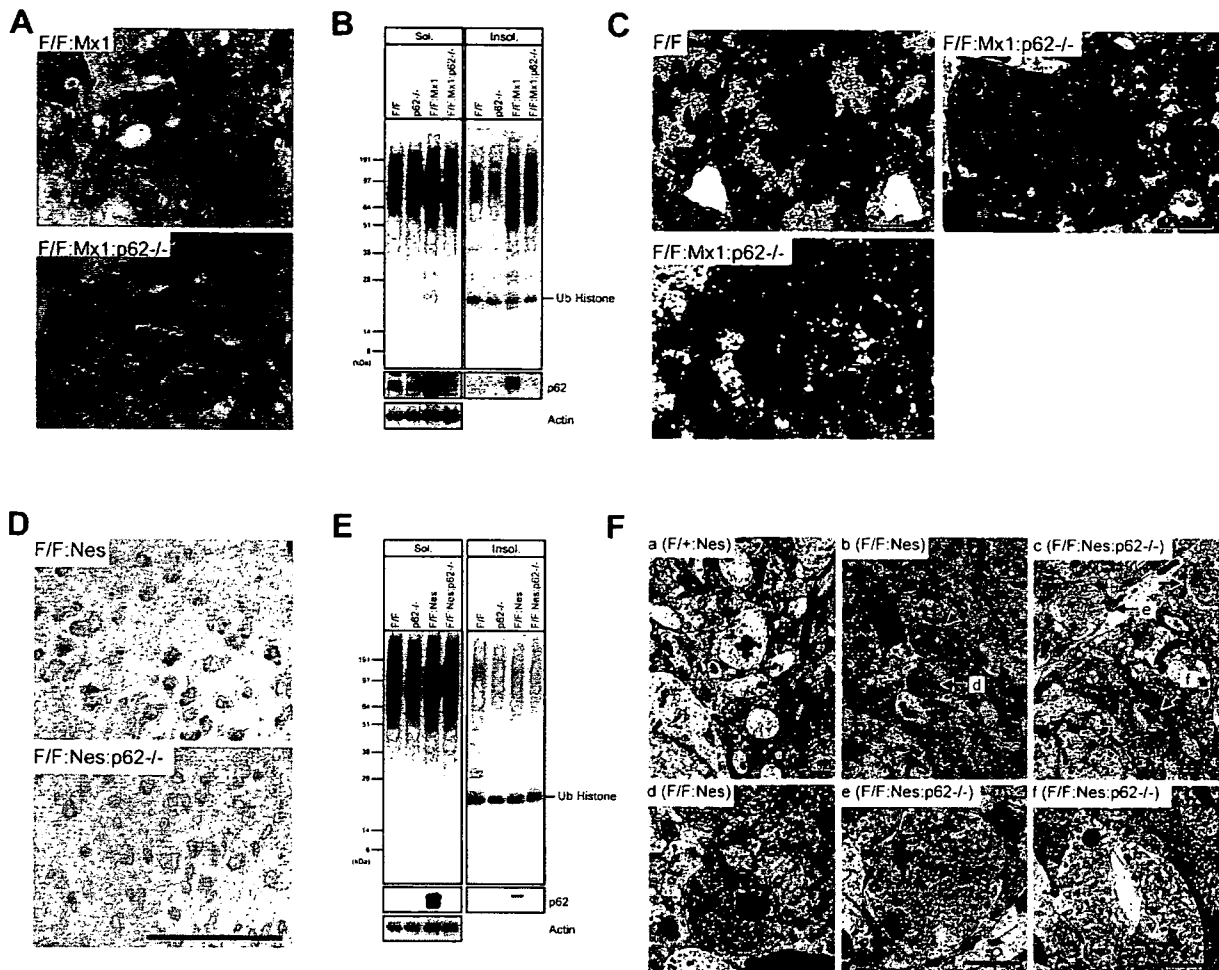 A
F/F:Mx1
F/F:Mx1:p62-/-
B
Sol. Insol.
F/F p62-/- F/F:Mx1 F/F:Mx1:p62-/- F/F p62-/- F/F:Mx1 F/F:Mx1:p62-/-
191
97
64
51
39
28
14
6
(kDa)
Ub Histone
p62
Actin
C
F/F
F/F:Mx1:p62-/-
F/F:Mx1:p62-/-
D
F/F:Nes
F/F:Nes:p62-/-
E
Sol. Insol.
F/F p62-/- F/F:Nes F/F:Nes:p62-/- F/F p62-/- F/F:Nes F/F:Nes:p62-/-
191
97
64
51
39
28
14
6
(kDa)
Ub Histone
p62
Actin
F
a (F/+:Nes)
b (F/F:Nes)
d
c (F/F:Nes:p62-/-)
e
f
d (F/F:Nes)
e (F/F:Nes:p62-/-)
f (F/F:Nes:p62-/-)